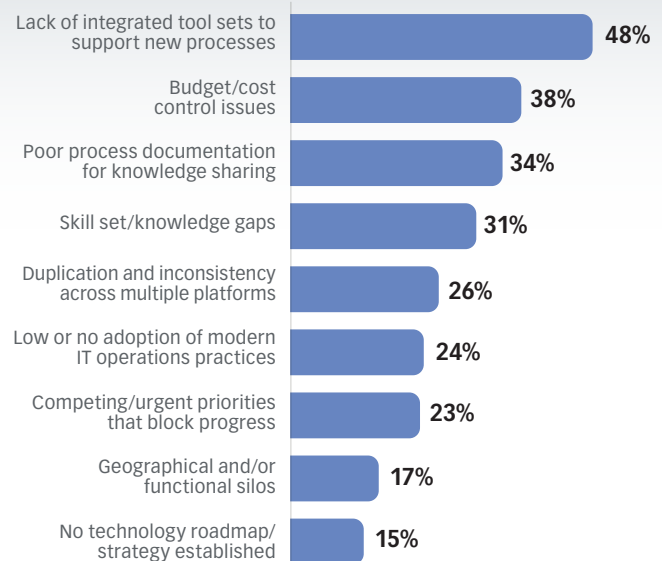 Lack of integrated tool sets to
support new processes
48%
Budget/cost
control issues
38%
Poor process documentation
for knowledge sharing
34%
Skill set/knowledge gaps
31%
Duplication and inconsistency
across multiple platforms
26%
Low or no adoption of modern
IT operations practices
24%
Competing/urgent priorities
that block progress
23%
Geographical and/or
functional silos
17%
No technology roadmap/
strategy established
15%